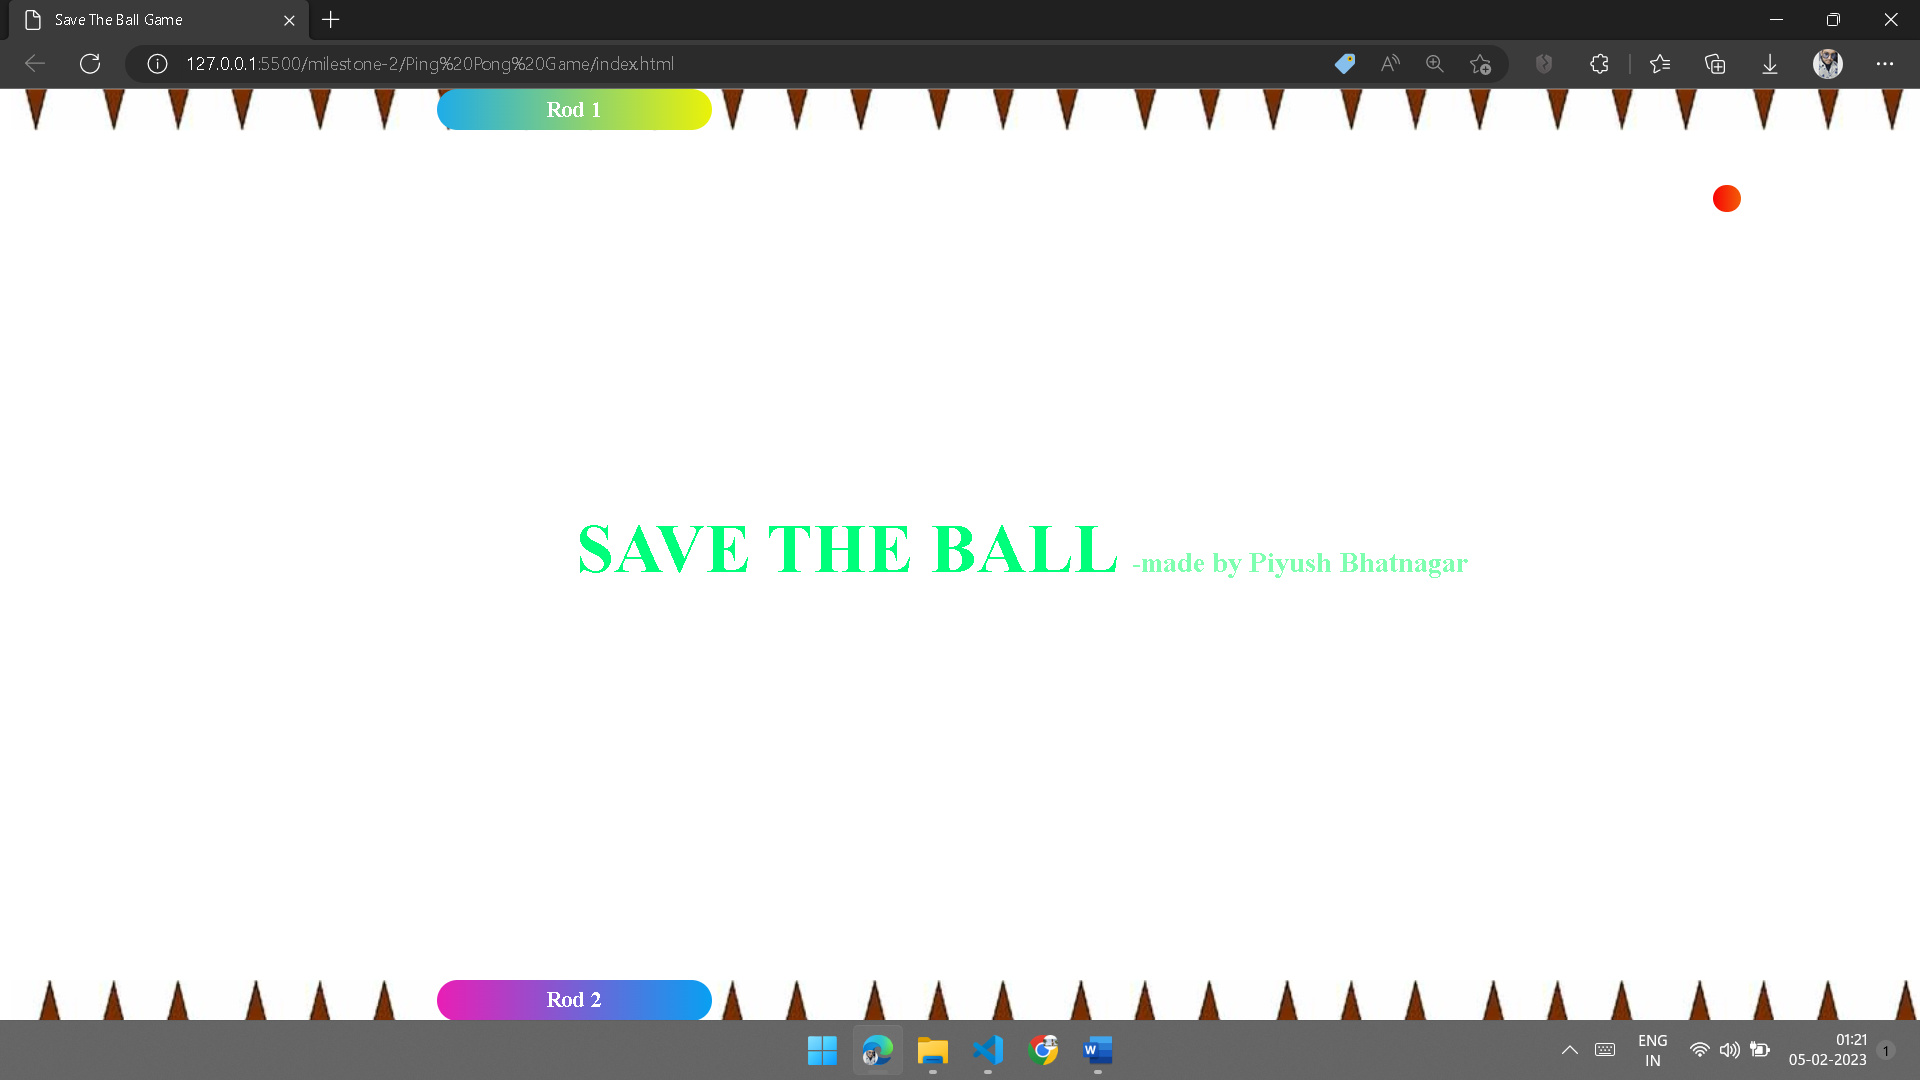 Save The Ball Game
127.0.0.1:5500/milestone-2/Ping%20Pong%20Game/index.html
Rod 1
SAVE THE BALL -made by Piyush Bhatnagar
Rod 2
ENG
IN
01:21
05-02-2023
1